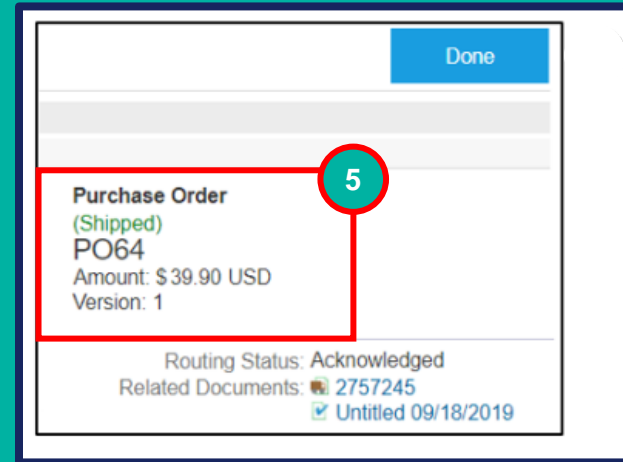 Done
5
Purchase Order
(Shipped)
PO64
Amount: $39.90 USD
Version: 1
Routing Status: Acknowledged
Related Documents: 2757245
Untitled 09/18/2019